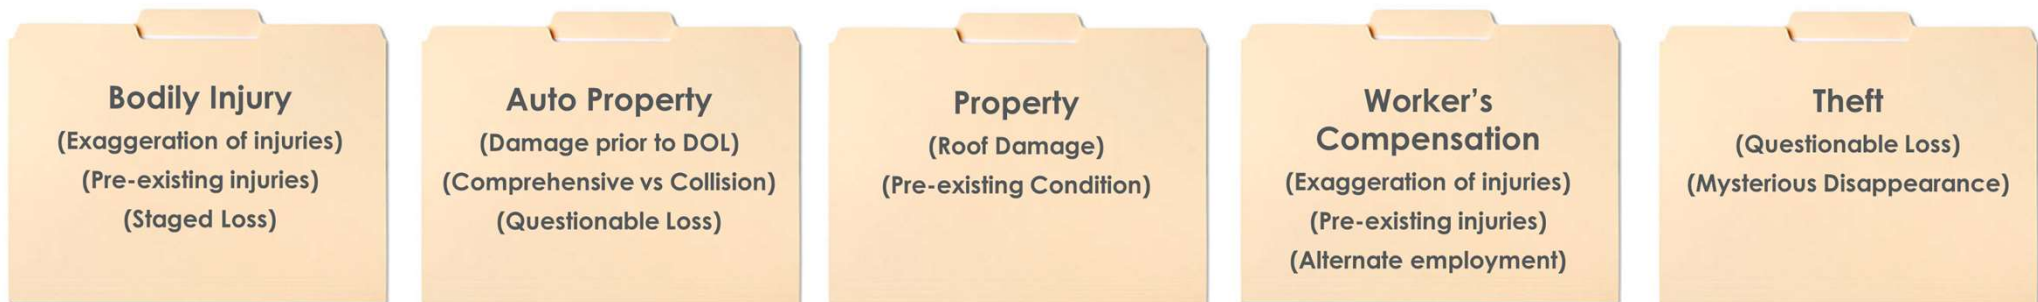 Bodily Injury
(Exaggeration of injuries)
(Pre-existing injuries)
(Staged Loss)
Auto Property
(Damage prior to DOL)
(Comprehensive vs Collision)
(Questionable Loss)
Property
(Roof Damage)
(Pre-existing Condition)
Worker’s
Compensation
(Exaggeration of injuries)
(Pre-existing injuries)
(Alternate employment)
Theft
(Questionable Loss)
(Mysterious Disappearance)